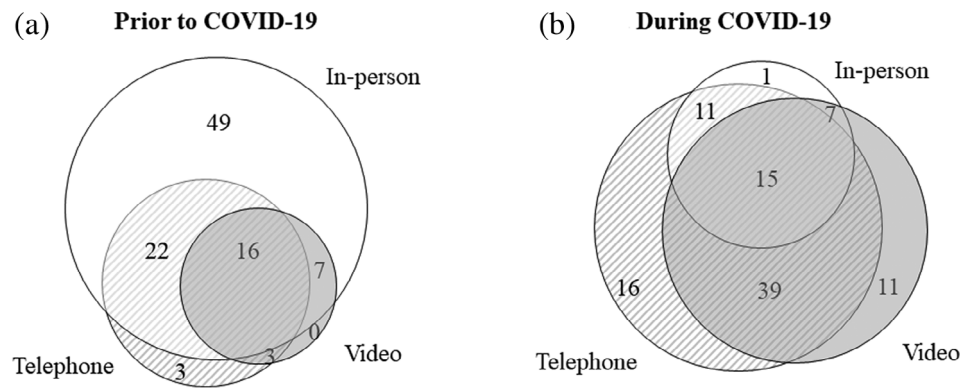 (a) Prior to COVID-19
In-person
49
22
16
7
0
3
3
Telephone
Video
(b) During COVID-19
In-person
1
11
7
15
16
39
11
Telephone
Video